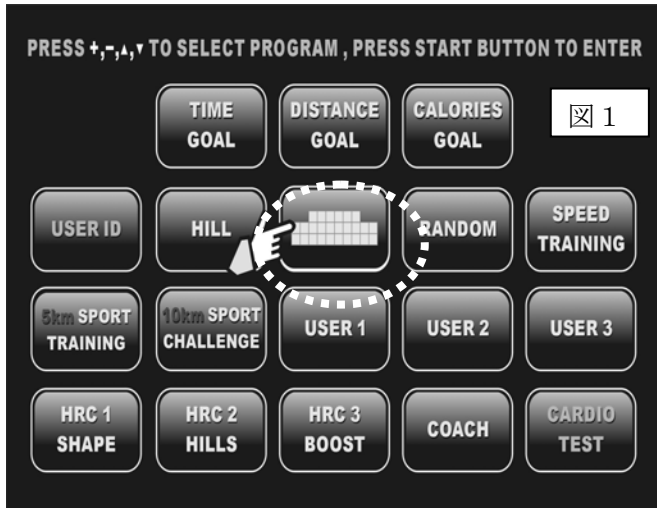 PRESS +,-,▲,▼ TO SELECT PROGRAM , PRESS START BUTTON TO ENTER
TIME
GOAL
DISTANCE
GOAL
CALORIES
GOAL
図1
USER ID
HILL
RANDOM
SPEED
TRAINING
5km SPORT
TRAINING
10km SPORT
CHALLENGE
USER 1
USER 2
USER 3
HRC 1
SHAPE
HRC 2
HILLS
HRC 3
BOOST
COACH
CARDIO
TEST